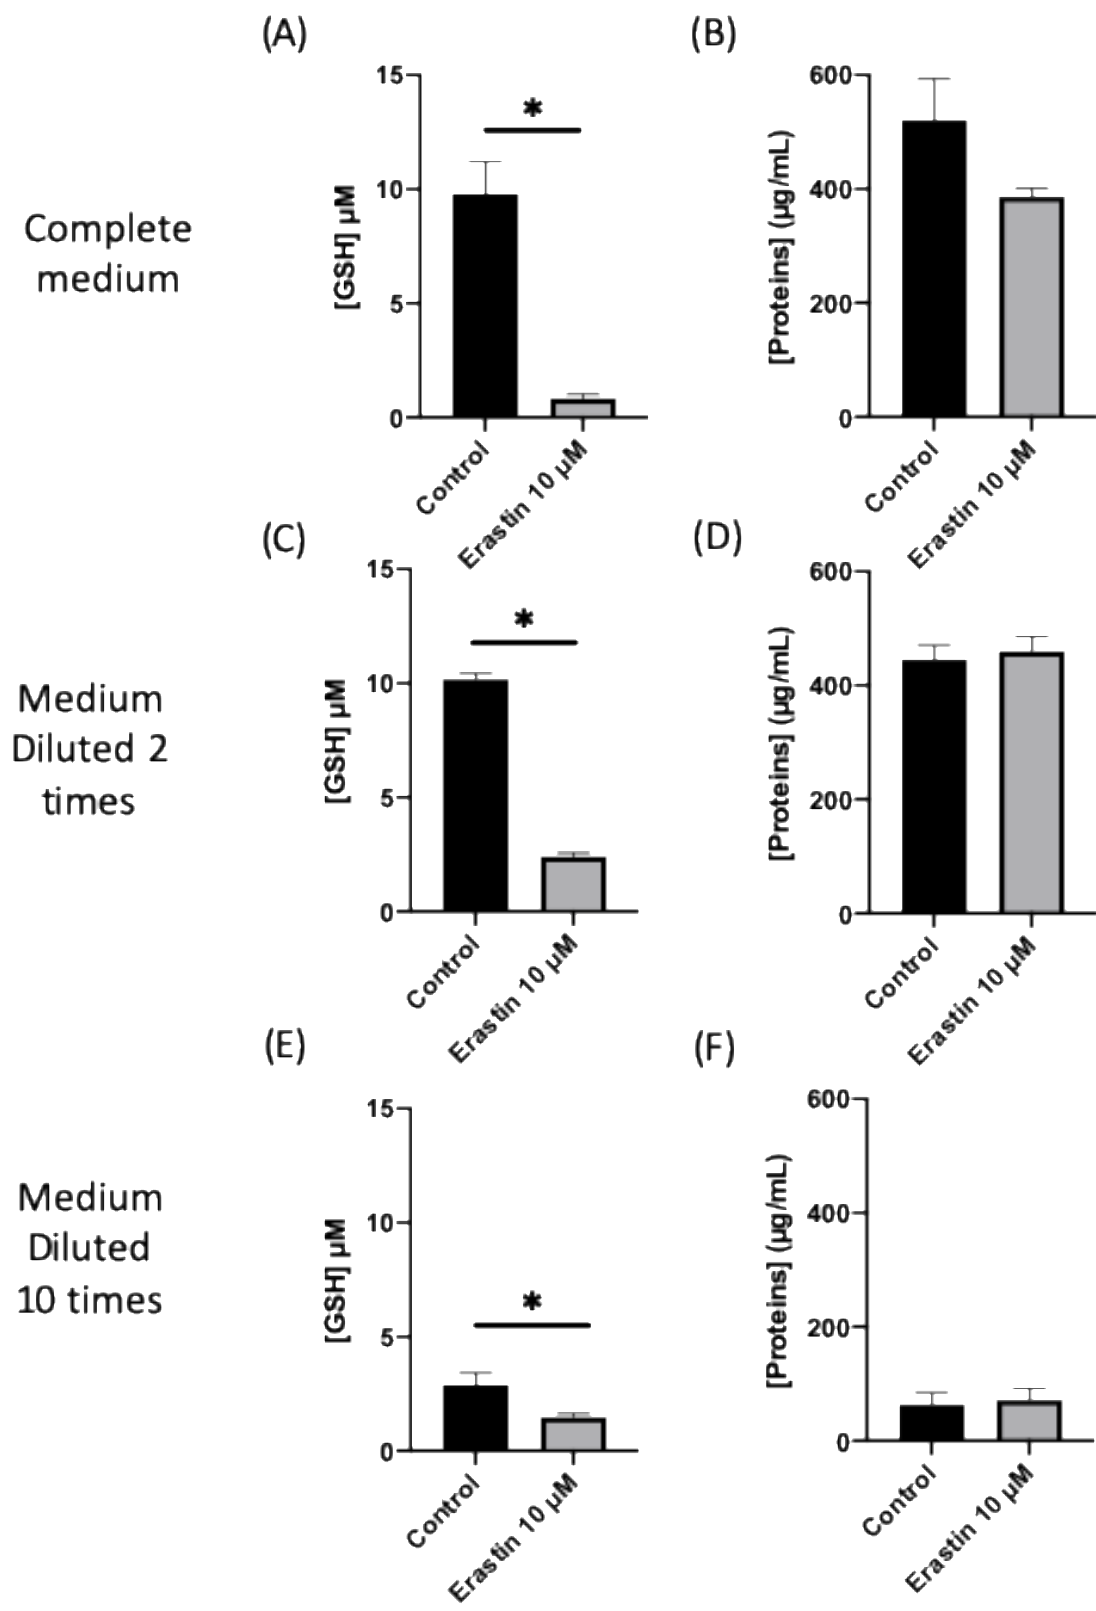 (A)
(B)
Complete
medium
[GSH] µM
15
10
5
0
*
Control
Erastin 10 µM
[Proteins] (µg/mL)
600
400
200
0
Control
Erastin 10 µM
(C)
(D)
Medium
Diluted 2
times
[GSH] µM
15
10
5
0
*
Control
Erastin 10 µM
[Proteins] (µg/mL)
600
400
200
0
Control
Erastin 10 µM
(E)
(F)
Medium
Diluted
10 times
[GSH] µM
15
10
5
0
*
Control
Erastin 10 µM
[Proteins] (µg/mL)
600
400
200
0
Control
Erastin 10 µM